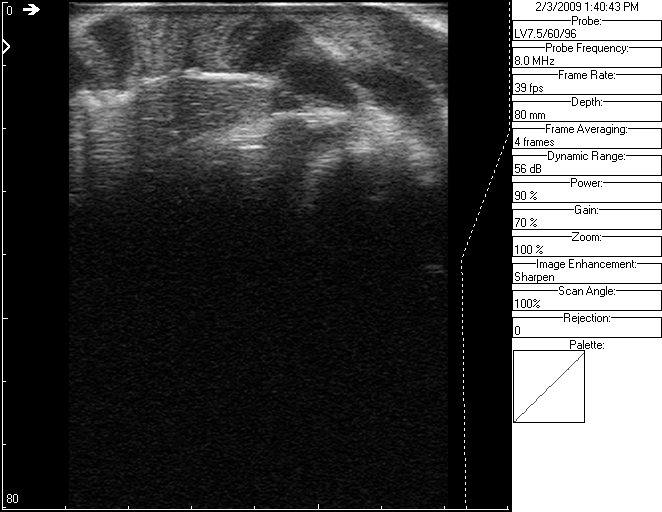 0
80
2/3/2009 1:40:43 PM
Probe:
LV7.5/60/96
Probe Frequency:
8.0 MHz
Frame Rate:
39 fps
Depth:
80 mm
Frame Averaging:
4 frames
Dynamic Range:
56 dB
Power:
90 %
Gain:
70 %
Zoom:
100 %
Image Enhancement:
Sharpen
Scan Angle:
100%
Rejection:
0
Palette: